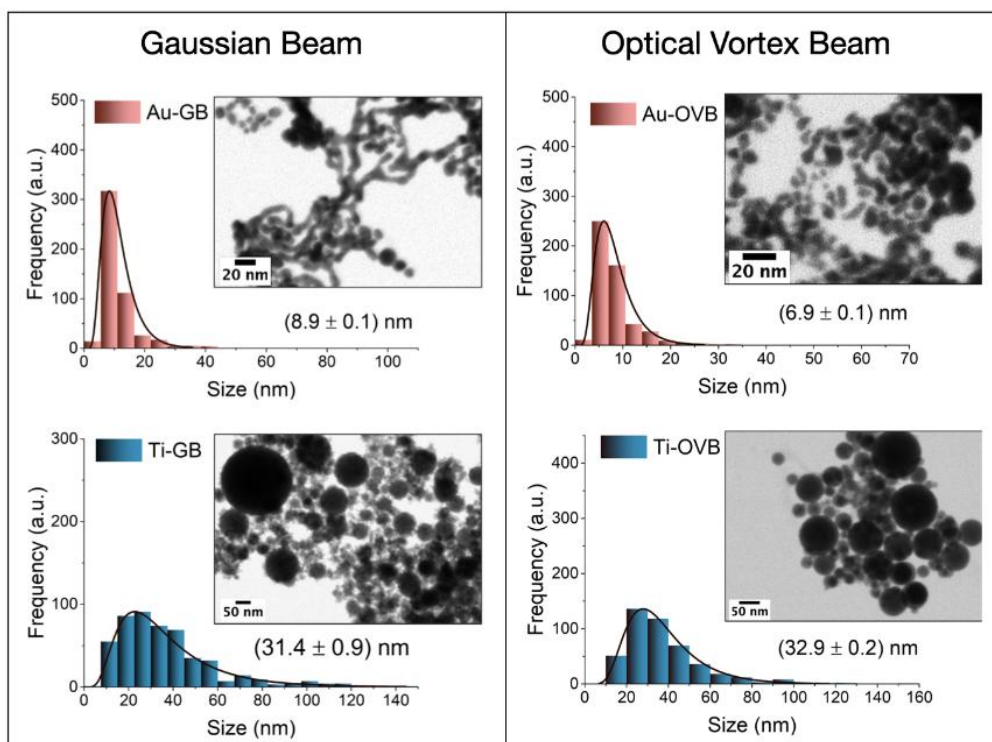 Gaussian Beam
Optical Vortex Beam
500
400
300
200
100
0
Frequency (a.u.)
Au-GB
20 nm
(8.9 ± 0.1) nm
0 20 40 60 80 100
Size (nm)
500
400
300
200
100
0
Frequency (a.u.)
Au-OVB
20 nm
(6.9 ± 0.1) nm
0 10 20 30 40 50 60 70
Size (nm)
300
200
100
0
Frequency (a.u.)
Ti-GB
50 nm
(31.4 ± 0.9) nm
0 20 40 60 80 100 120 140
Size (nm)
400
300
200
100
0
Frequency (a.u.)
Ti-OVB
50 nm
(32.9 ± 0.2) nm
0 20 40 60 80 100 120 140 160
Size (nm)